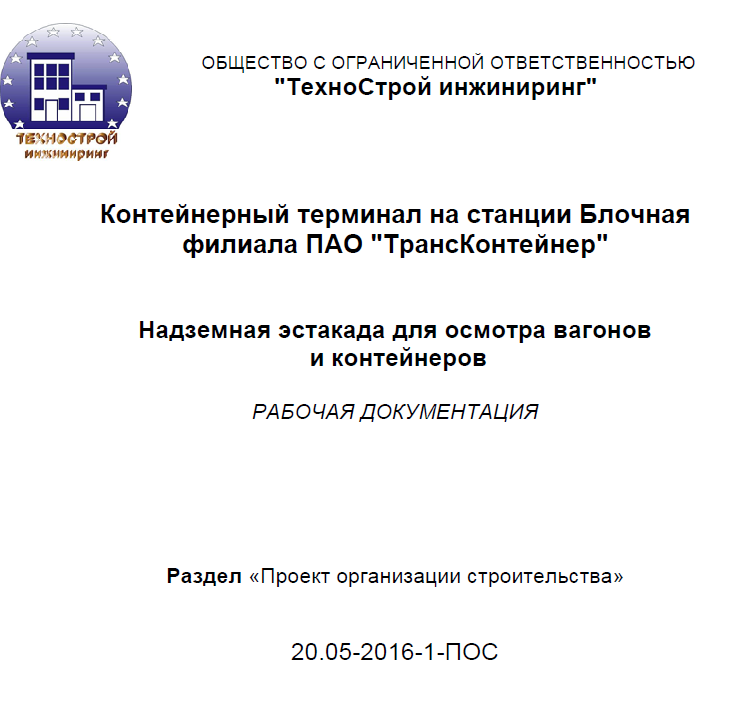 ОБЩЕСТВО С ОГРАНИЧЕННОЙ ОТВЕТСТВЕННОСТЬЮ
"ТехноСтрой инжиниринг"
ТЕХНОСТРОЙ
инжиниринг
Контейнерный терминал на станции Блочная
филиала ПАО "ТрансКонтейнер"
Надземная эстакада для осмотра вагонов
и контейнеров
РАБОЧАЯ ДОКУМЕНТАЦИЯ
Раздел «Проект организации строительства»
20.05-2016-1-ПОС